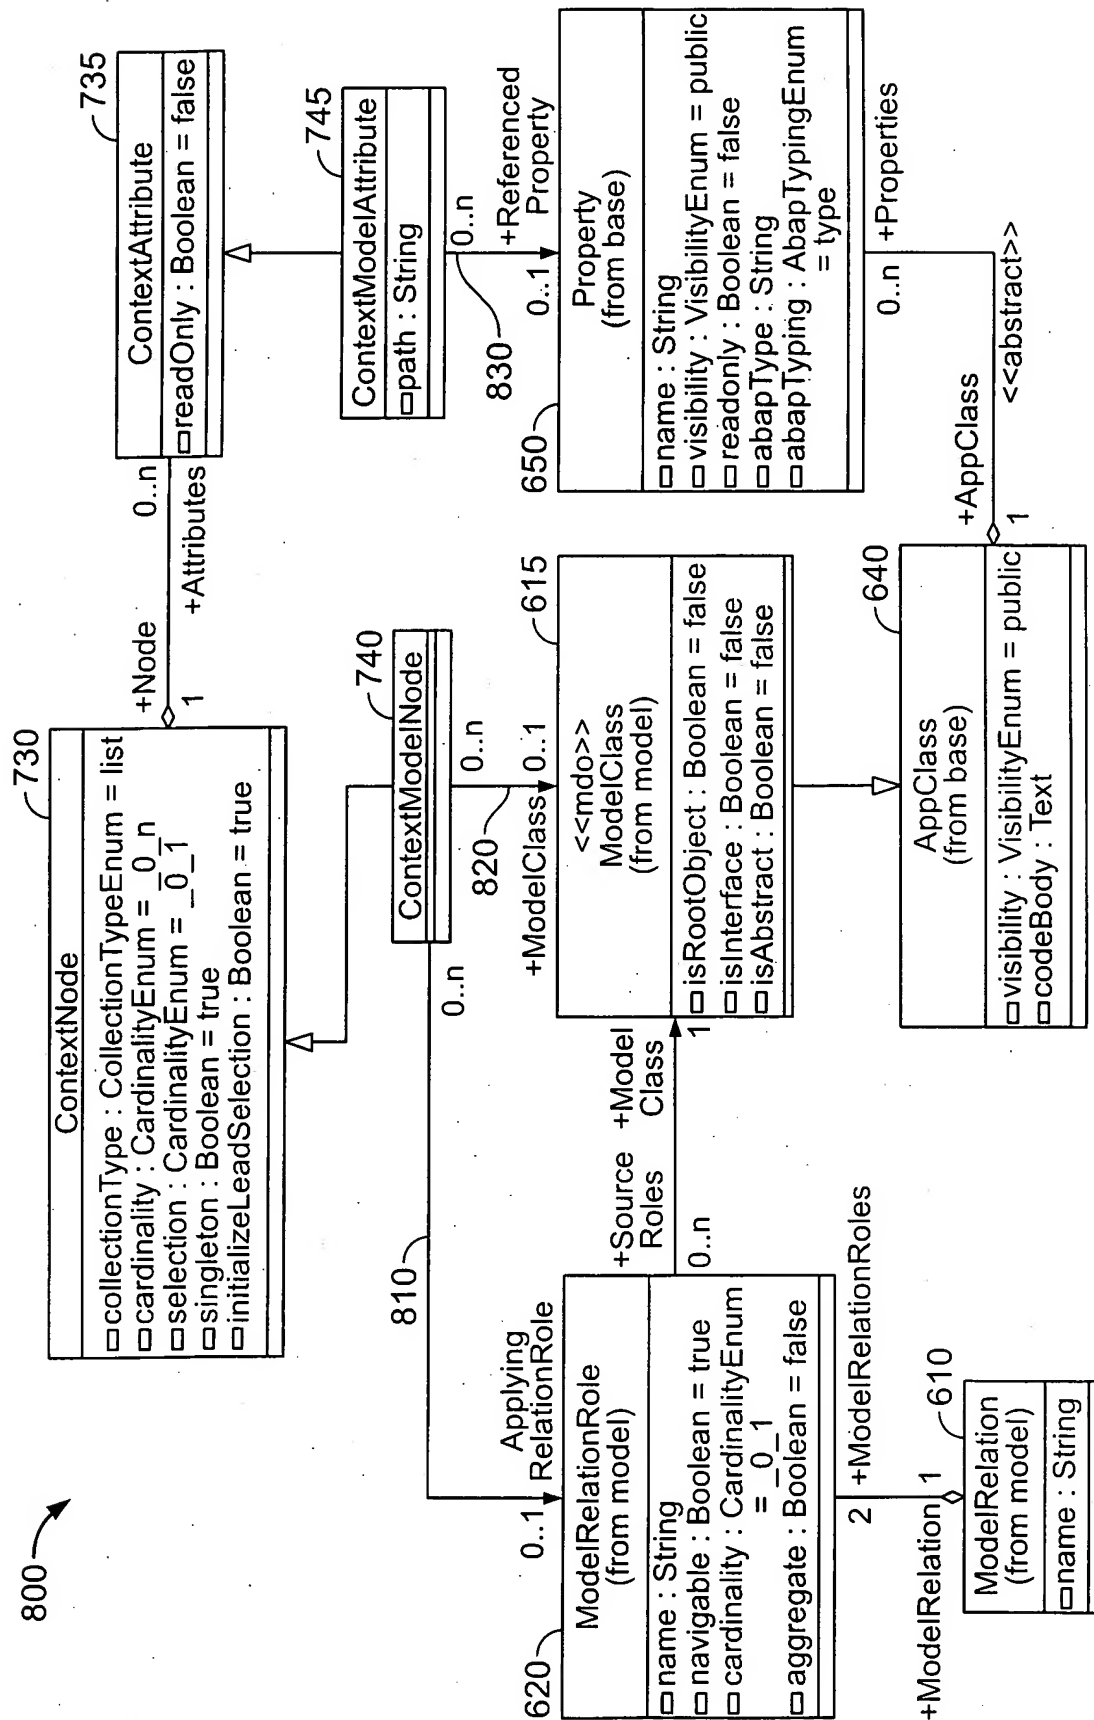 800
730
ContextNode
collectionType : CollectionTypeEnum = list
cardinality : CardinalityEnum = _0_n
selection : CardinalityEnum = _0_1
singleton : Boolean = true
initializeLeadSelection : Boolean = true
+Node
1
0..n
+Attributes
735
ContextAttribute
readOnly : Boolean = false
740
ContextModelNode
0..n
0..n
810
820
745
ContextModelAttribute
path : String
0..n
830
+Referenced
Property
0..1
Applying
RelationRole
0..1
+ModelClass
0..1
620
ModelRelationRole
(from model)
name : String
navigable : Boolean = true
cardinality : CardinalityEnum
= _0_1
aggregate : Boolean = false
+Source
Roles
0..n
+Model
Class
1
615
<<mdo>>
ModelClass
(from model)
isRootObject : Boolean = false
isInterface : Boolean = false
isAbstract : Boolean = false
650
Property
(from base)
name : String
visibility : VisibilityEnum = public
readonly : Boolean = false
abapType : String
abapTyping : AbapTypingEnum
= type
0..n
+Properties
2
+ModelRelationRoles
+ModelRelation
1
610
ModelRelation
(from model)
name : String
640
AppClass
(from base)
visibility : VisibilityEnum = public
codeBody : Text
+AppClass
1
<<abstract>>